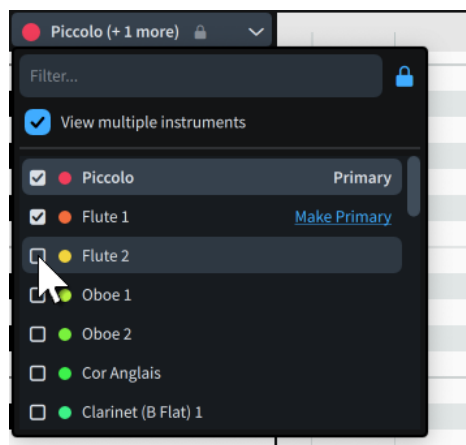 Piccolo (+ 1 more)
Filter...
View multiple instruments
Piccolo Primary
Flute 1 Make Primary
Flute 2
Oboe 1
Oboe 2
Cor Anglais
Clarinet (B Flat) 1